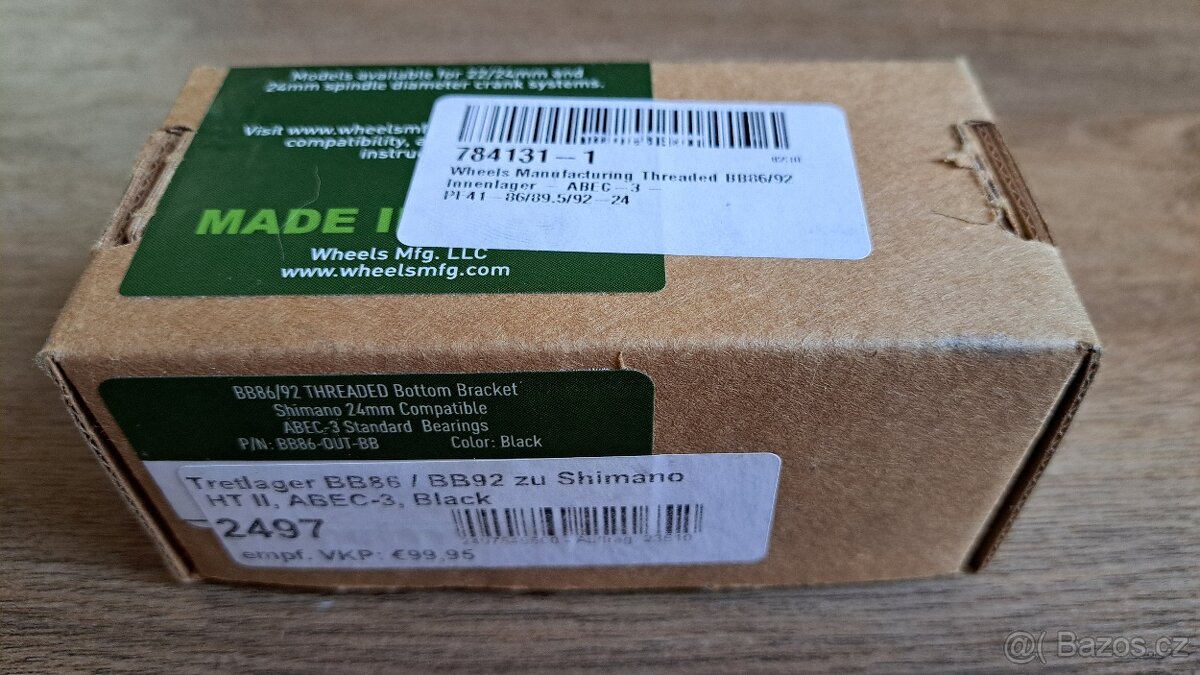 Models available for 22/24mm and
24mm spindle diameter crank systems.
Visit www.wheelsmf
compatibility, a
instruc
MADE I
Wheels Mfg. LLC
www.wheelsmfg.com
784131-1
Wheels Manufacturing Threaded BB86/92
Innenlager - ABEC-3 -
PF41-86/89.5/92-24
BB86/92 THREADED Bottom Bracket
Shimano 24mm Compatible
ABEC-3 Standard Bearings
P/N: BB86-OUT-BB Color: Black
Tretlager BB86 / BB92 zu Shimano
HT II, ABEC-3, Black
2497
empf. VKP: €99,95
@( Bazos.cz